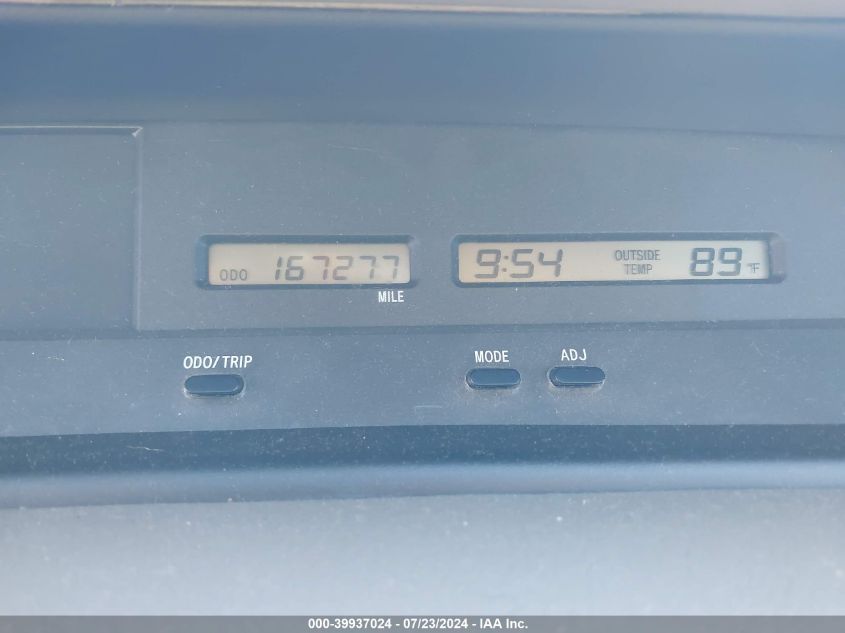 ODO 167277
MILE
9:54 OUTSIDE TEMP 89°F
ODO/TRIP
MODE
ADJ
000-39937024 - 07/23/2024 - IAA Inc.